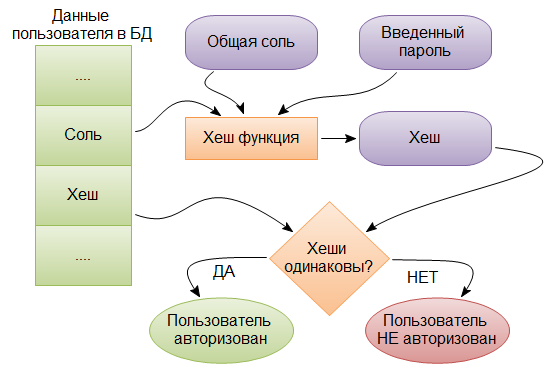 Данные
пользователя в БД
....
Соль
Хеш
....
Общая соль
Введенный
пароль
Хеш функция
Хеш
Хеши
одинаковы?
ДА
НЕТ
Пользователь
авторизован
Пользователь
НЕ авторизован